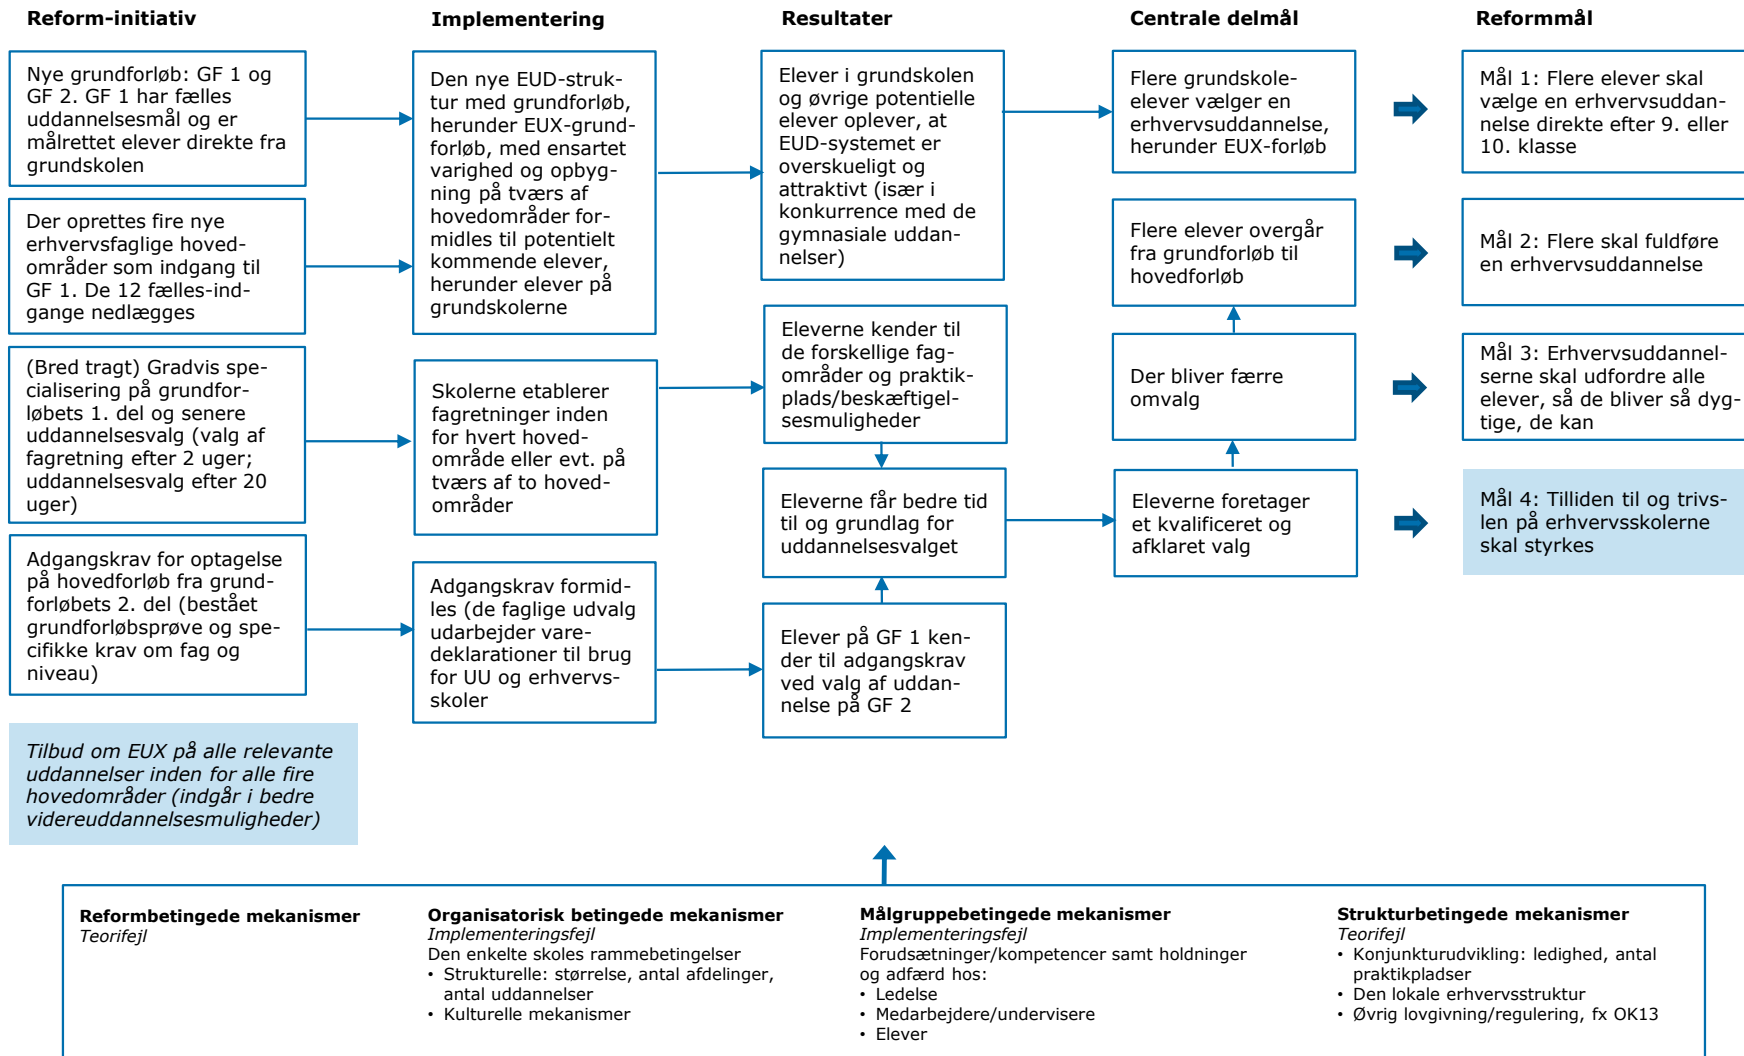 Reform-initiativ
Nye grundforløb: GF 1 og
GF 2. GF 1 har fælles
uddannelsesmål og er
målrettet elever direkte fra
grundskolen
Der oprettes fire nye
erhvervsfaglige hoved-
områder som indgang til
GF 1. De 12 fælles-ind-
gange nedlægges
(Bred tragt) Gradvis spe-
cialisering på grundfor-
løbets 1. del og senere
uddannelsesvalg (valg af
fagretning efter 2 uger;
uddannelsesvalg efter 20
uger)
Adgangskrav for optagelse
på hovedforløb fra grund-
forløbets 2. del (bestået
grundforløbsprøve og spe-
cifikke krav om fag og
niveau)
Tilbud om EUX på alle relevante
uddannelser inden for alle fire
hovedområder (indgår i bedre
videreuddannelsesmuligheder)
Implementering
Den nye EUD-struk-
tur med grundforløb,
herunder EUX-grund-
forløb, med ensartet
varighed og opbyg-
ning på tværs af
hovedområder for-
midles til potentielt
kommende elever,
herunder elever på
grundskolerne
Skolerne etablerer
fagretninger inden
for hvert hoved-
område eller evt. på
tværs af to hoved-
områder
Adgangskrav formid-
les (de faglige udvalg
udarbejder vare-
deklarationer til brug
for UU og erhvervs-
skoler
Resultater
Elever i grundskolen
og øvrige potentielle
elever oplever, at
EUD-systemet er
overskueligt og
attraktivt (især i
konkurrence med de
gymnasiale uddan-
nelser)
Eleverne kender til
de forskellige fag-
områder og praktik-
plads/beskæftigel-
sesmuligheder
Eleverne får bedre tid
til og grundlag for
uddannelsesvalget
Elever på GF 1 ken-
der til adgangskrav
ved valg af uddan-
nelse på GF 2
Centrale delmål
Flere grundskole-
elever vælger en
erhvervsuddannelse,
herunder EUX-forløb
Flere elever overgår
fra grundforløb til
hovedforløb
Der bliver færre
omvalg
Eleverne foretager
et kvalificeret og
afklaret valg
Reformmål
Mål 1: Flere elever skal
vælge en erhvervsuddan-
nelse direkte efter 9. eller
10. klasse
Mål 2: Flere skal fuldføre
en erhvervsuddannelse
Mål 3: Erhvervsuddannel-
serne skal udfordre alle
elever, så de bliver så dyg-
tige, de kan
Mål 4: Tilliden til og trivs-
len på erhvervsskolerne
skal styrkes
Reformbetingede mekanismer
Teorifejl
Organisatorisk betingede mekanismer
Implementeringsfejl
Den enkelte skoles rammebetingelser
• Strukturelle: størrelse, antal afdelinger,
antal uddannelser
• Kulturelle mekanismer
Målgruppebetingede mekanismer
Implementeringsfejl
Forudsætninger/kompetencer samt holdninger
og adfærd hos:
• Ledelse
• Medarbejdere/undervisere
• Elever
Strukturbetingede mekanismer
Teorifejl
• Konjunkturudvikling: ledighed, antal
praktikpladser
• Den lokale erhvervsstruktur
• Øvrig lovgivning/regulering, fx OK13